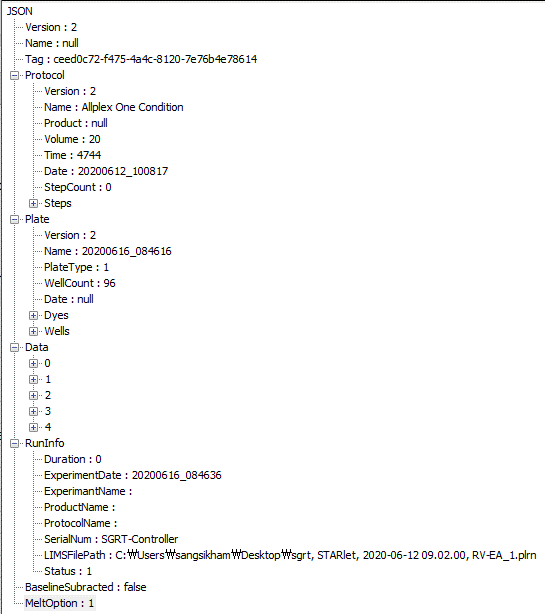 JSON
Version : 2
Name : null
Tag : ceed0c72-f475-4a4c-8120-7e76b4e78614
Protocol
Version : 2
Name : Allplex One Condition
Product : null
Volume : 20
Time : 4744
Date : 20200612_100817
StepCount : 0
Steps
Plate
Version : 2
Name : 20200616_084616
PlateType : 1
WellCount : 96
Date : null
Dyes
Wells
Data
0
1
2
3
4
RunInfo
Duration : 0
ExperimentDate : 20200616_084636
ExperimantName :
ProductName :
ProtocolName :
SerialNum : SGRT-Controller
LIMSFilePath : C:₩Users₩sangsikham₩Desktop₩sgrt, STARlet, 2020-06-12 09.02.00, RV-EA_1.plrn
Status : 1
BaselineSubracted : false
MeltOption : 1